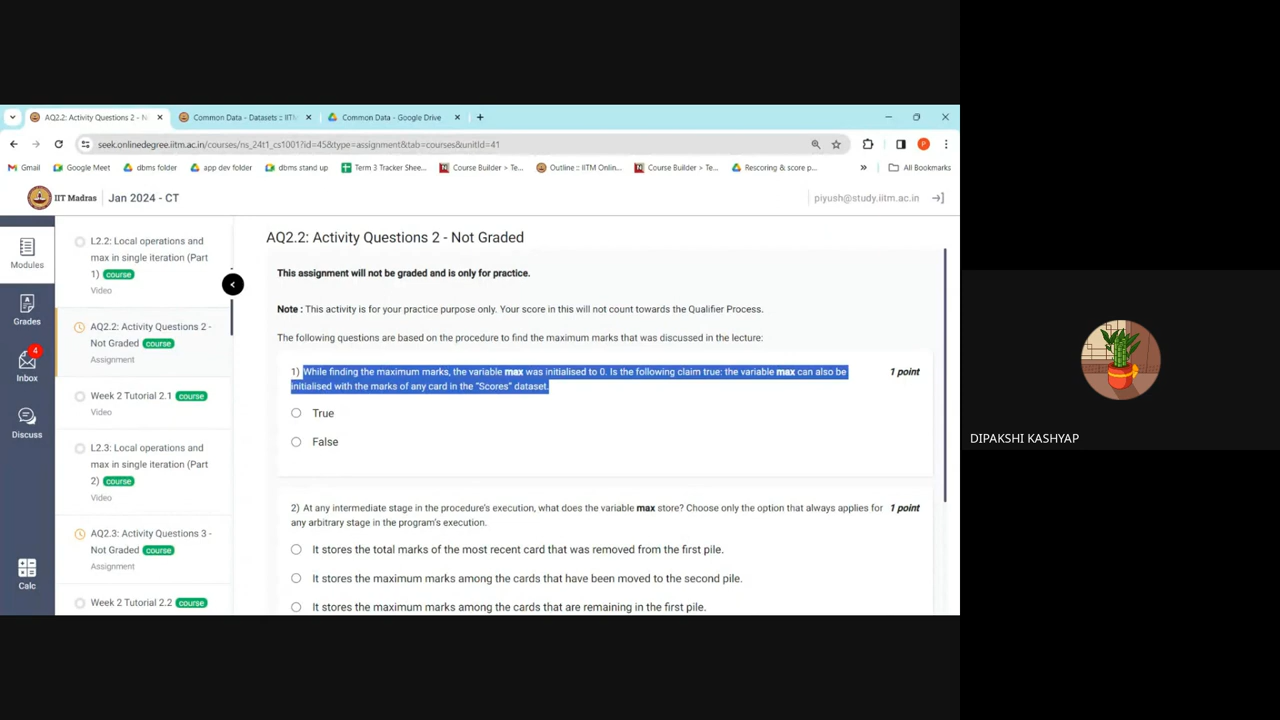 AQ2.2: Activity Questions 2 - N
Common Data - Datasets :: IITM
Common Data - Google Drive
seek.onlinedegree.iitm.ac.in/courses/ns_24t1_cs1001?id=45&type=assignment&tab=courses&unitId=41
P
Gmail
Google Meet
dbms folder
app dev folder
dbms stand up
Term 3 Tracker Shee...
Course Builder > Te...
Outline :: IITM Onlin...
Course Builder > Te...
Rescoring & score p...
»
All Bookmarks
IIT Madras
Jan 2024 - CT
piyush@study.iitm.ac.in
Modules
Grades
4
Inbox
Discuss
Calc
L2.2: Local operations and
max in single iteration (Part
1) course
Video
AQ2.2: Activity Questions 2 -
Not Graded course
Assignment
Week 2 Tutorial 2.1 course
Video
L2.3: Local operations and
max in single iteration (Part
2) course
Video
AQ2.3: Activity Questions 3 -
Not Graded course
Assignment
Week 2 Tutorial 2.2 course
AQ2.2: Activity Questions 2 - Not Graded
This assignment will not be graded and is only for practice.
Note : This activity is for your practice purpose only. Your score in this will not count towards the Qualifier Process.
The following questions are based on the procedure to find the maximum marks that was discussed in the lecture:
1) While finding the maximum marks, the variable max was initialised to 0. Is the following claim true: the variable max can also be 1 point
initialised with the marks of any card in the "Scores" dataset.
True
False
2) At any intermediate stage in the procedure's execution, what does the variable max store? Choose only the option that always applies for 1 point
any arbitrary stage in the program's execution.
It stores the total marks of the most recent card that was removed from the first pile.
It stores the maximum marks among the cards that have been moved to the second pile.
It stores the maximum marks among the cards that are remaining in the first pile.
DIPAKSHI KASHYAP